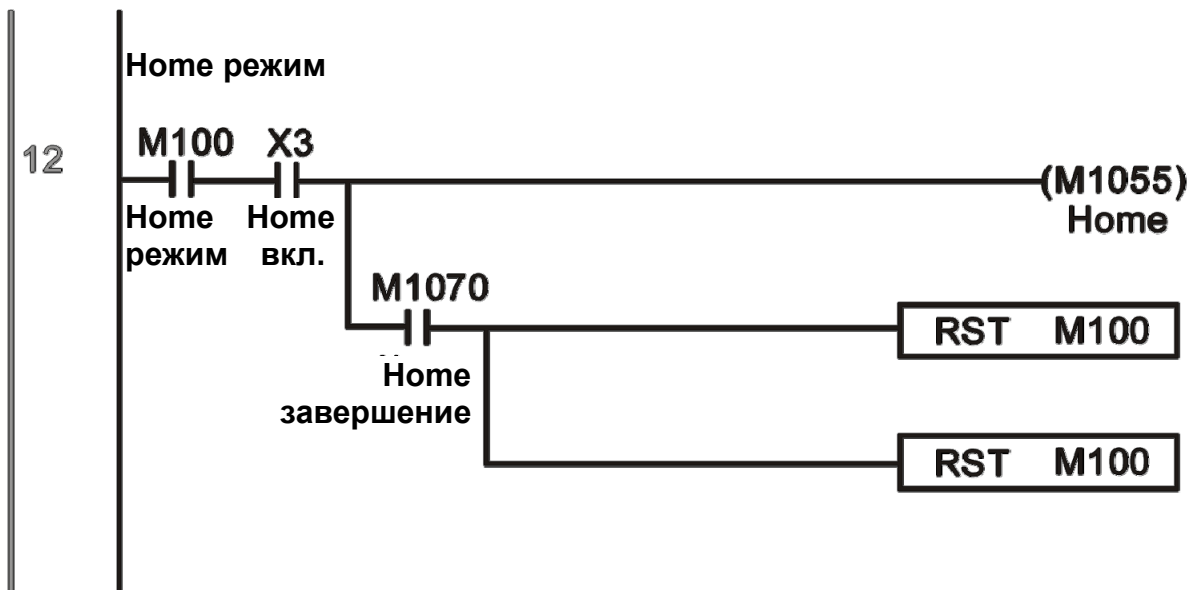 Home режим
12
M100 X3
(M1055)
Home Home
режим вкл.
Home
M1070
RST M100
Home
завершение
RST M100